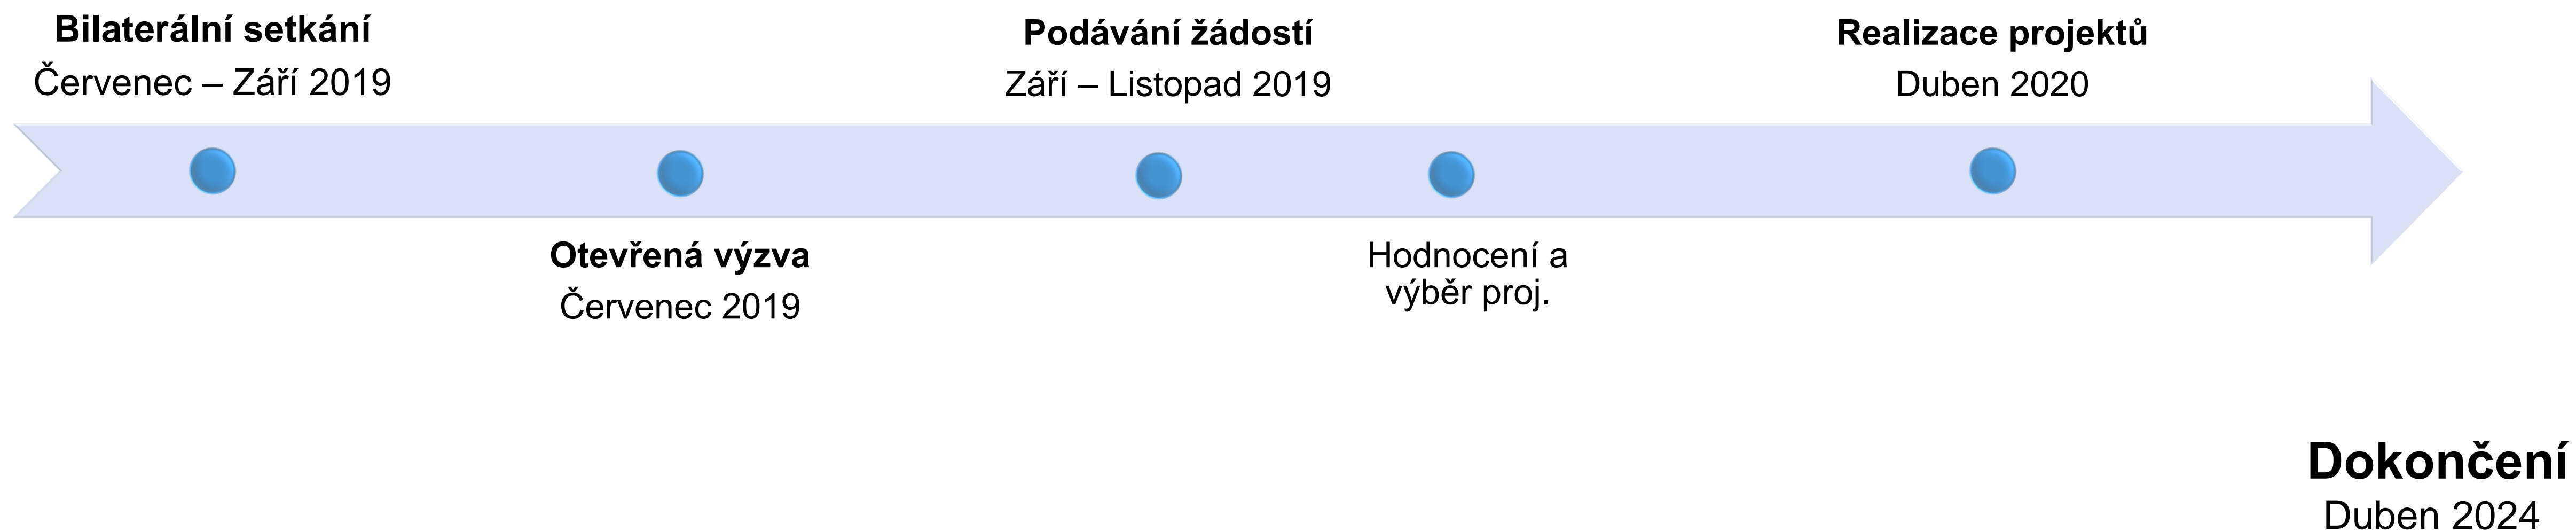 Bilaterální setkání
Červenec – Září 2019
Otevřená výzva
Červenec 2019
Podávání žádostí
Září – Listopad 2019
Hodnocení a
výběr proj.
Realizace projektů
Duben 2020
Dokončení
Duben 2024